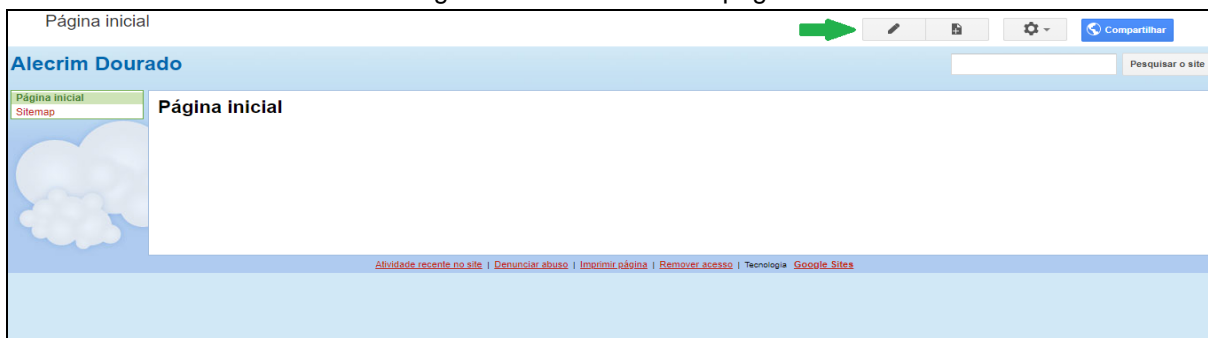 Página inicial
Compartilhar
Alecrim Dourado
Pesquisar o site
Página inicial
Sitemap
Página inicial
Atividade recente no site | Denunciar abuso | Imprimir página | Remover acesso | Tecnologia Google Sites